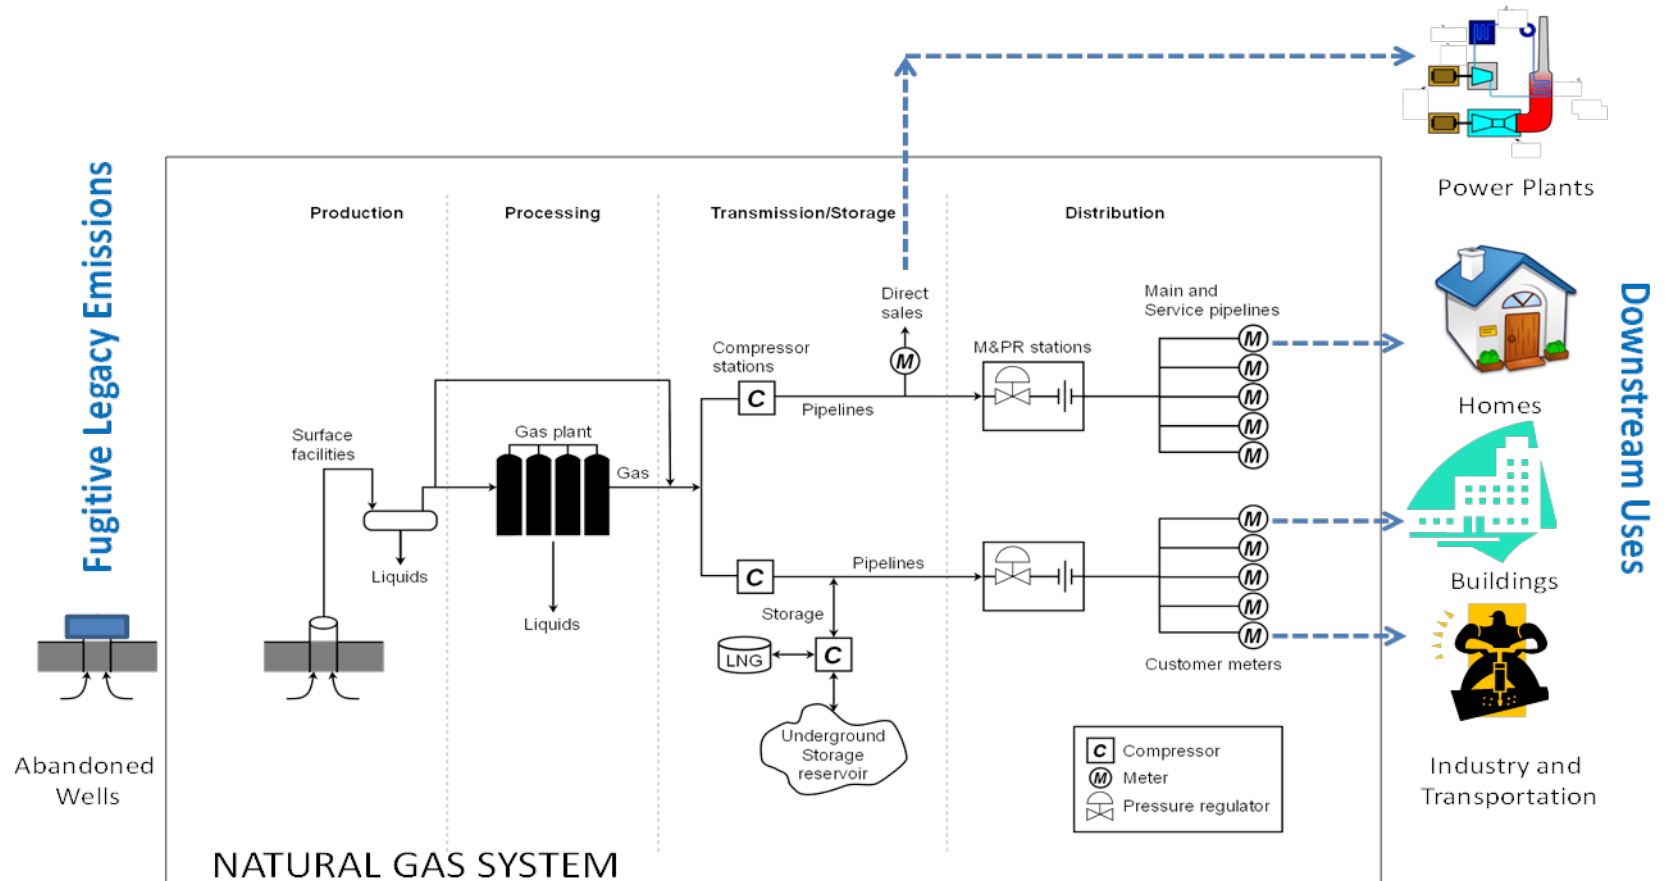 Fugitive Legacy Emissions
Abandoned
Wells
Production
Processing
Transmission/Storage
Distribution
Surface
facilities
Liquids
Gas plant
Gas
Liquids
Compressor
stations
C
Pipelines
Direct
sales
M
M&PR stations
Main and
Service pipelines
M
M
M
M
M
C
Pipelines
Storage
LNG
C
Underground
Storage
reservoir
M
M
M
M
M
Customer meters
C Compressor
M Meter
Pressure regulator
NATURAL GAS SYSTEM
Power Plants
Homes
Buildings
Industry and
Transportation
Downstream Uses